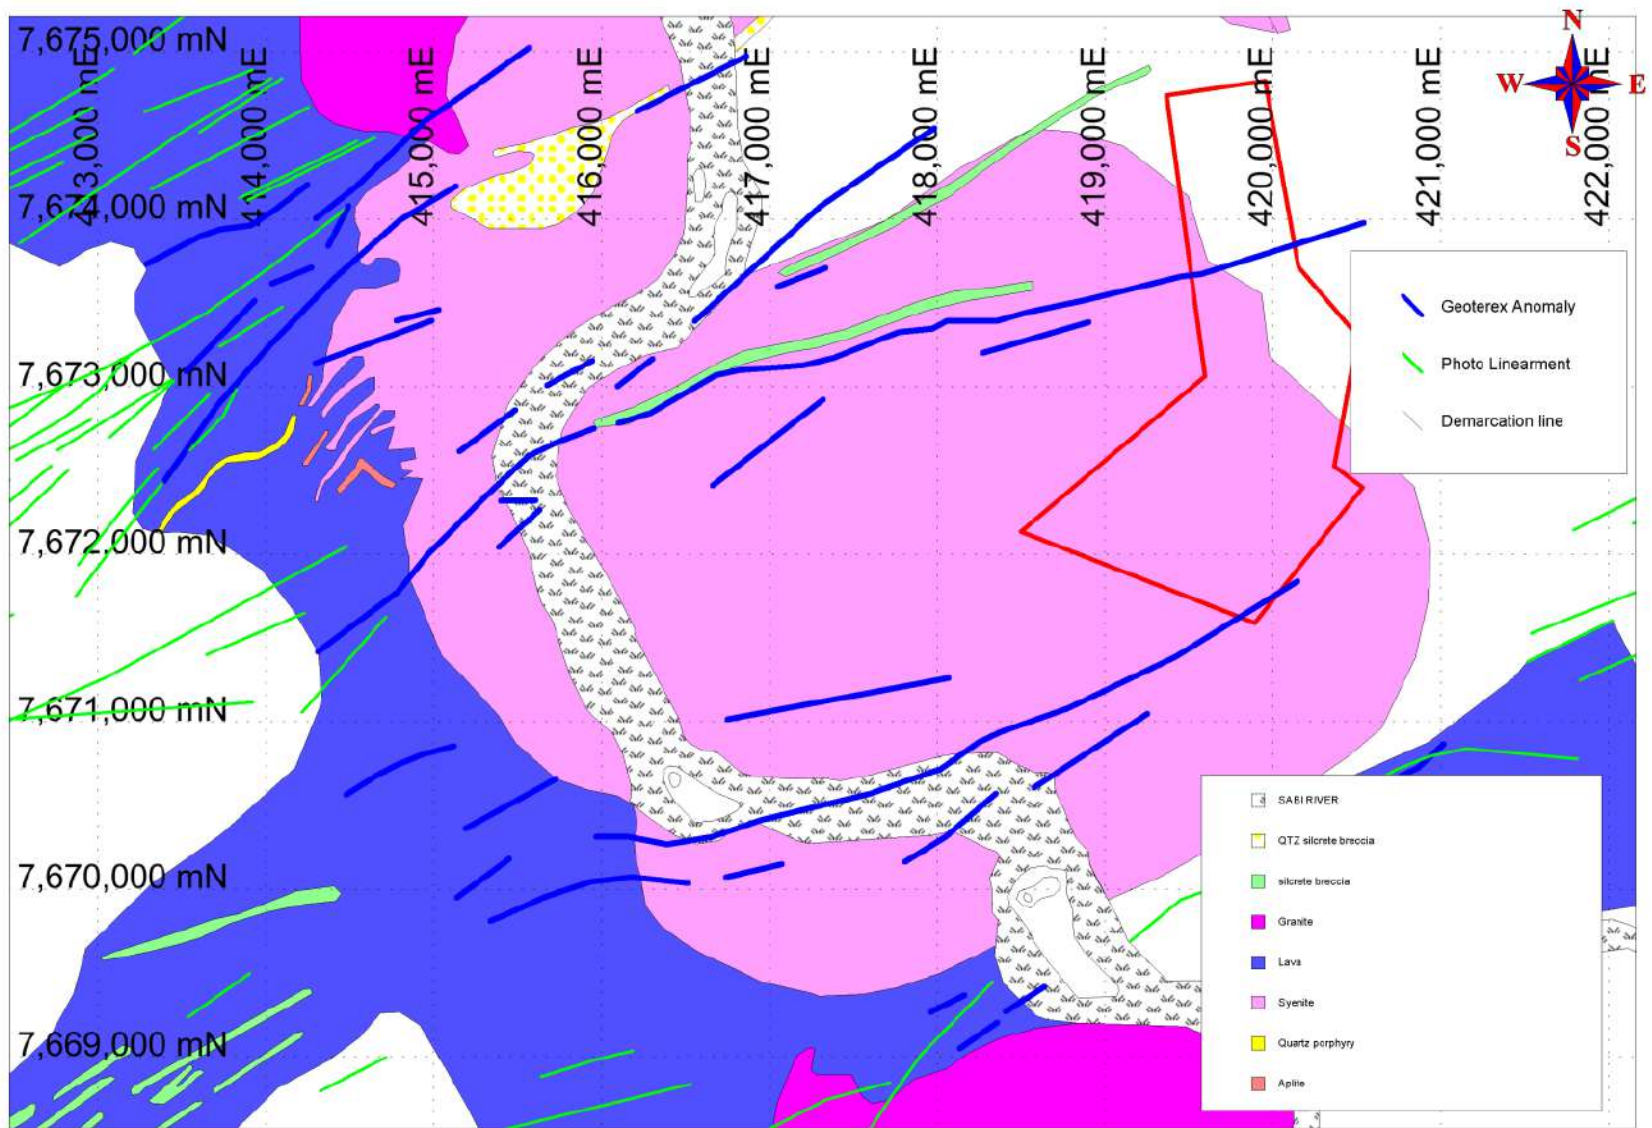 N
W E
S
7,675,000 mN
413,000 mE
414,000 mE
415,000 mE
416,000 mE
417,000 mE
418,000 mE
419,000 mE
420,000 mE
421,000 mE
422,000 mE
7,674,000 mN
7,673,000 mN
7,672,000 mN
7,671,000 mN
7,670,000 mN
7,669,000 mN
Geoterex Anomaly
Photo Linearment
Demarcation line
SABI RIVER
QTZ silcrete breccia
silcrete breccia
Granite
Lava
Syenite
Quartz porphyry
Aplite